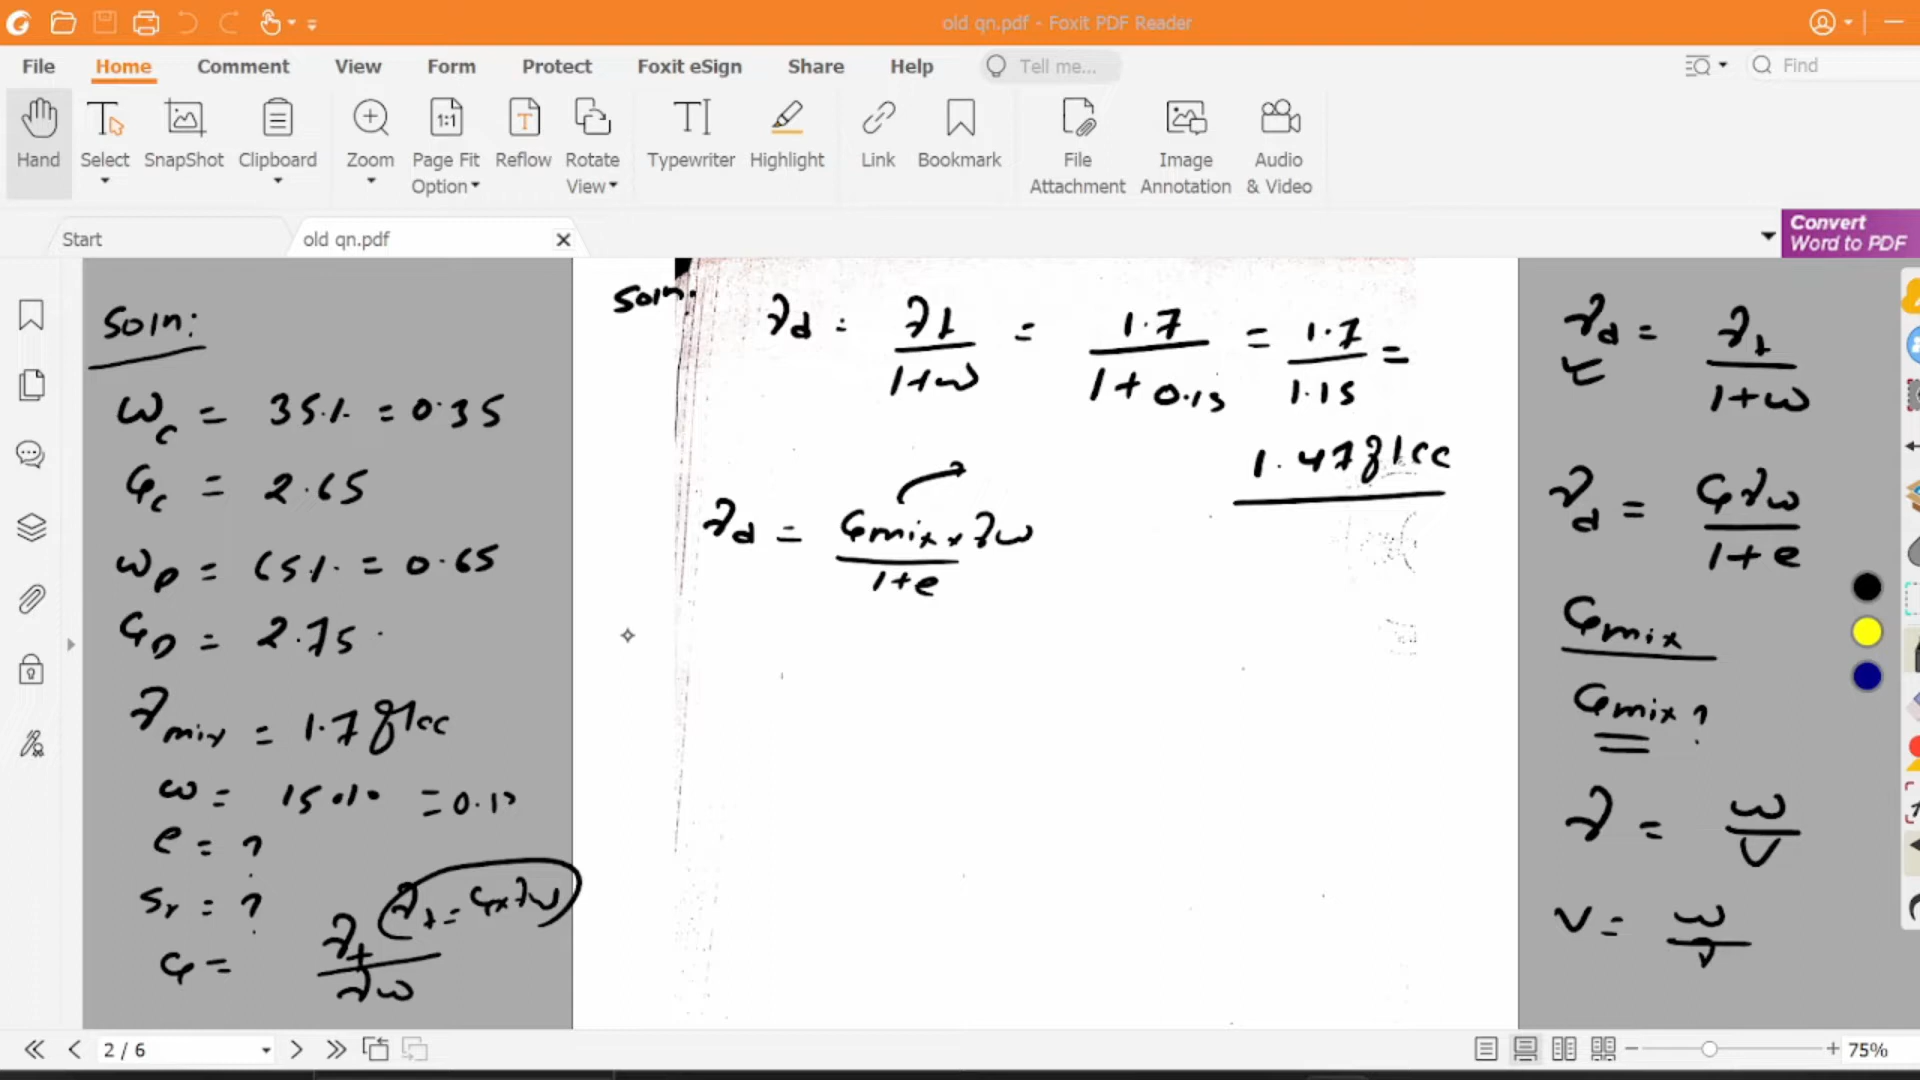 old qn.pdf - Foxit PDF Reader
File Home Comment View Form Protect Foxit eSign Share Help Tell me... Find
Hand Select SnapShot Clipboard Zoom Page Fit Option Reflow Rotate View Typewriter Highlight Link Bookmark File Attachment Image Annotation Audio & Video
Start old qn.pdf
Convert
Word to PDF
Soln:
ωc = 35% = 0.35
Gc = 2.65
ωp = 65% = 0.65
Gp = 2.75
γmix = 1.7 g/cc
ω = 15% = 0.15
e = ?
Sr = ?
γt = G×γω
G = γt / γω
Soln:
γd = γt / 1+ω = 1.7 / 1+0.15 = 1.7 / 1.15 =
1.47 g/cc
γd = Gmix × γω / 1+e
γd = γt / 1+ω
γd = Gγω / 1+e
Gmix
Gmix?
γ = ω / V
V = ω / γ
2 / 6
75%